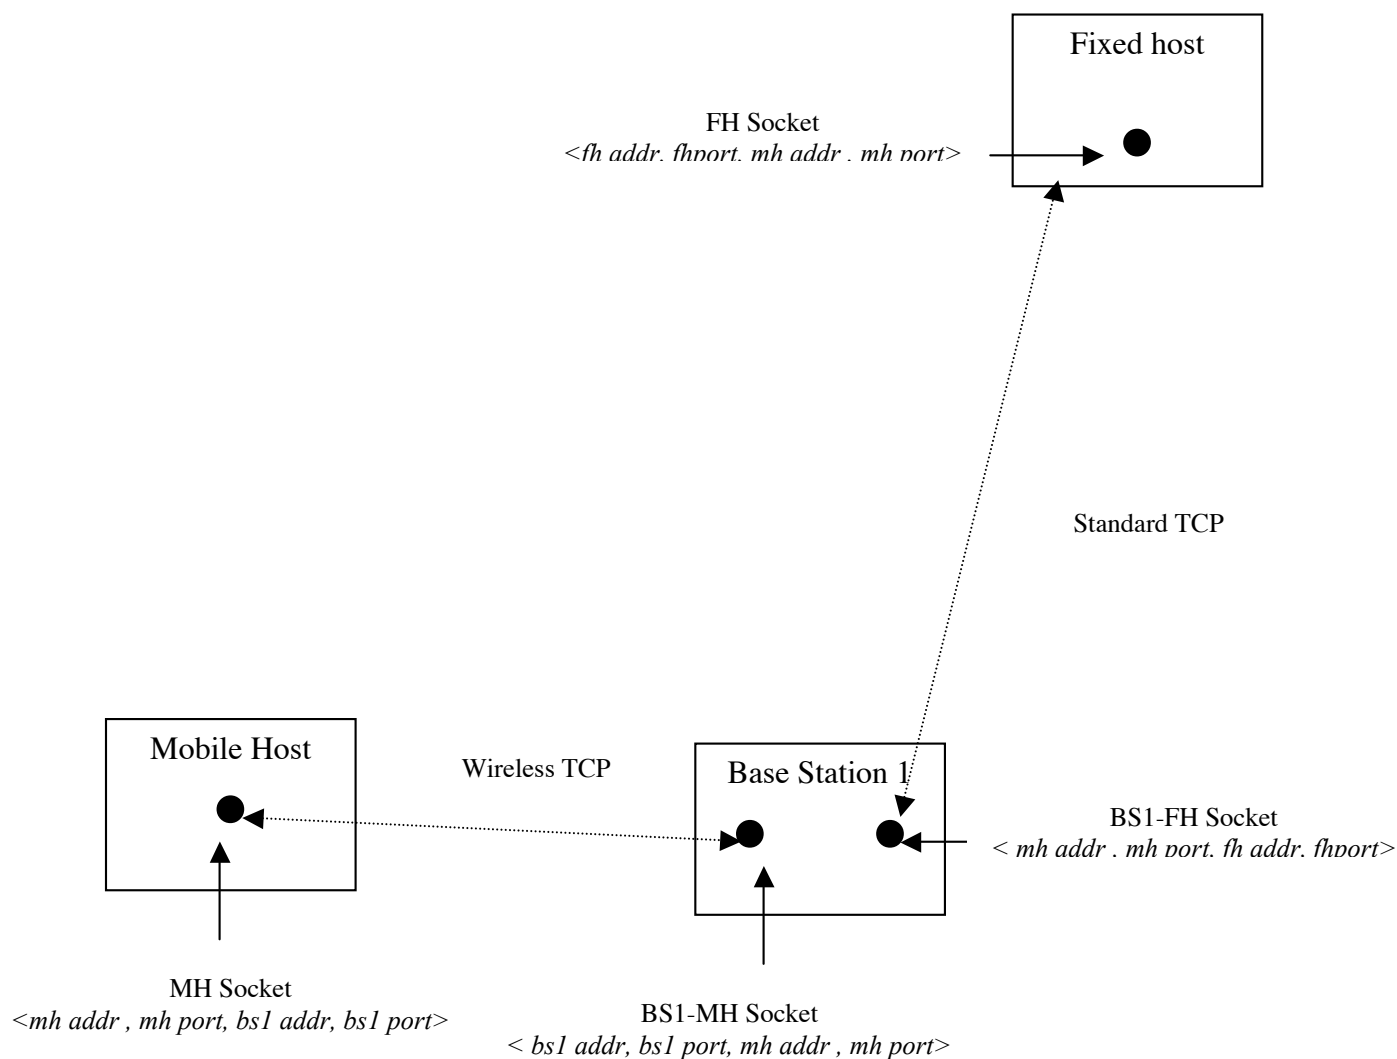 Fixed host
FH Socket
<fh addr, fhport, mh addr , mh port>
Standard TCP
Mobile Host
Wireless TCP
Base Station 1
BS1-FH Socket
< mh addr , mh port, fh addr, fhport>
MH Socket
<mh addr , mh port, bs1 addr, bs1 port>
BS1-MH Socket
< bs1 addr, bs1 port, mh addr , mh port>